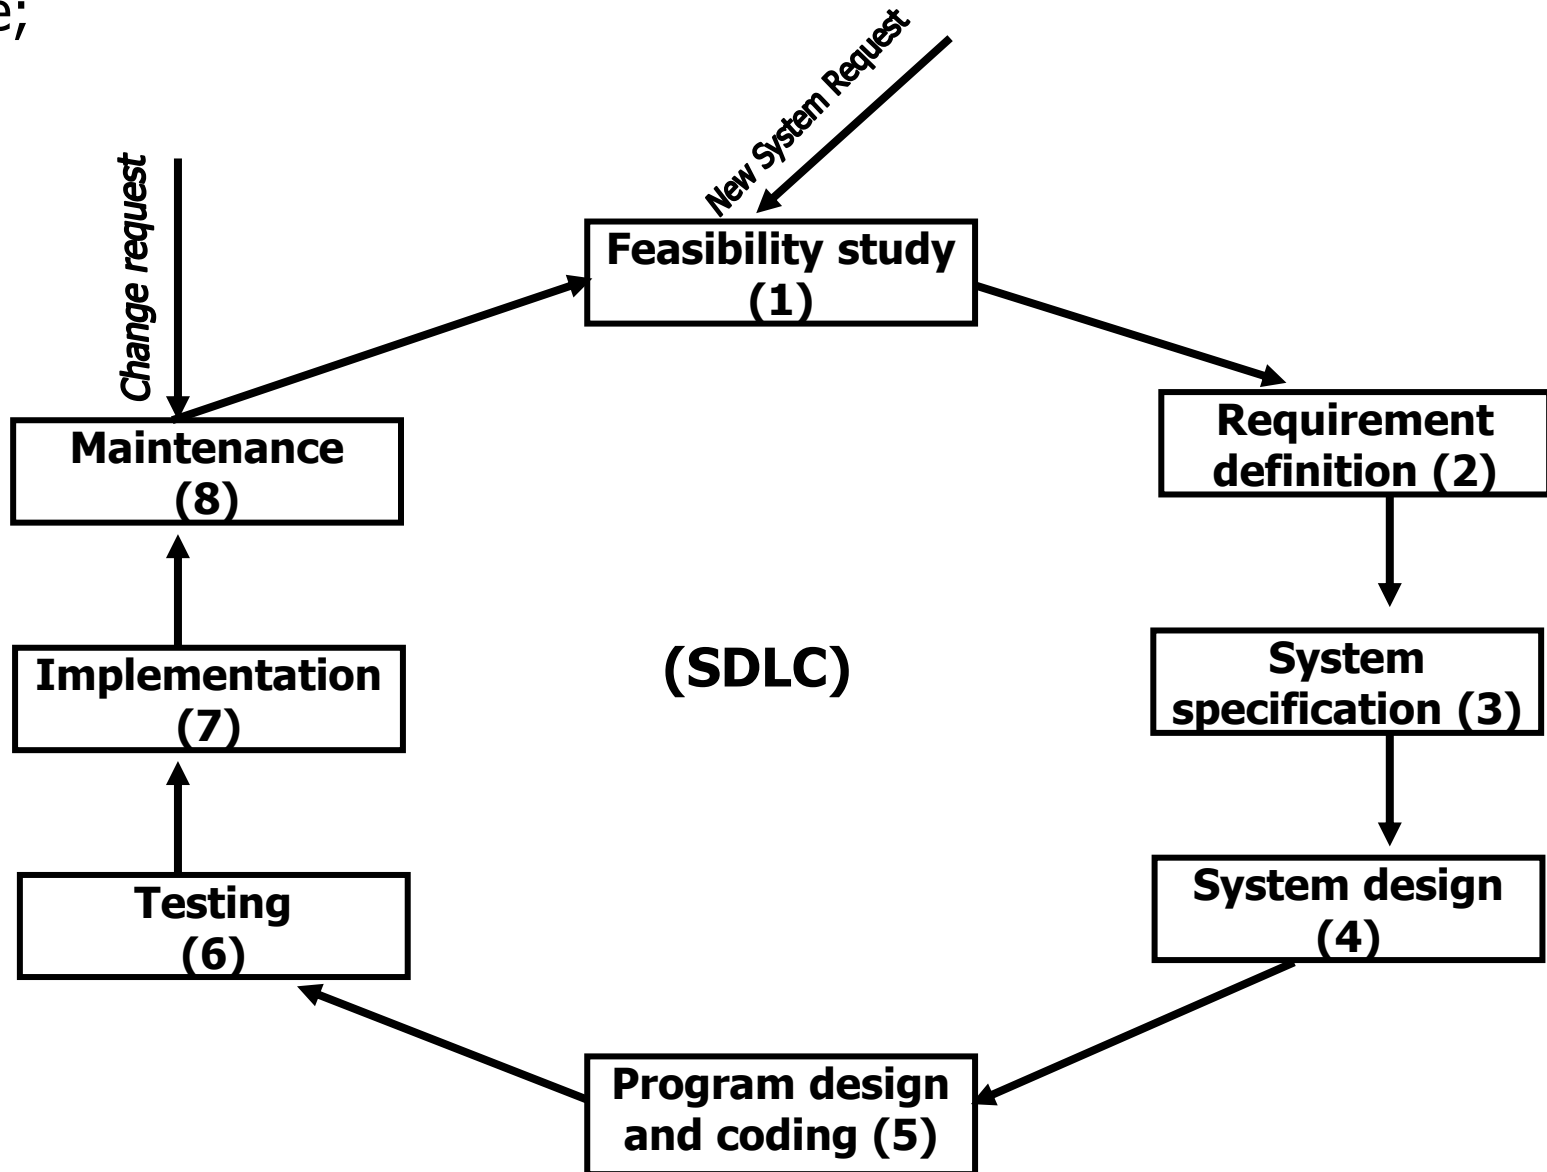 e;
New System Request
Change request
Feasibility study
(1)
Requirement
definition (2)
Maintenance
(8)
System
specification (3)
(SDLC)
Implementation
(7)
System design
(4)
Testing
(6)
Program design
and coding (5)